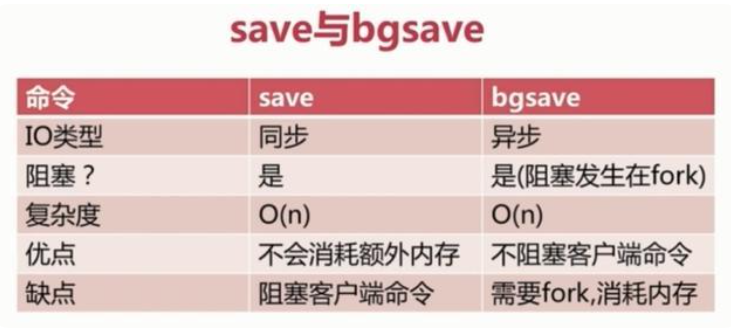 save与bgsave
命令 save bgsave
IO类型 同步 异步
阻塞？ 是 是(阻塞发生在fork)
复杂度 O(n) O(n)
优点 不会消耗额外内存 不阻塞客户端命令
缺点 阻塞客户端命令 需要fork,消耗内存